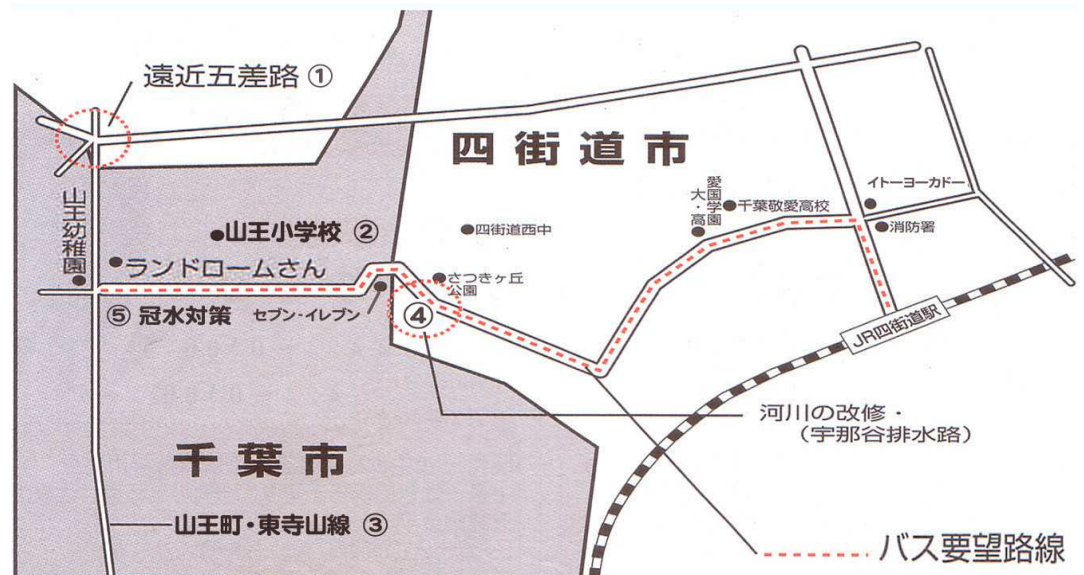 遠近五差路 ①
四街道市
山王幼稚園
山王小学校 ②
ランドロームさん
四街道西中
愛国学園
大・高
千葉敬愛高校
イトーヨーカドー
消防署
さつきヶ丘
公園
⑤ 冠水対策
セブン・イレブン
④
JR四街道駅
河川の改修・
(宇那谷排水路)
千葉市
山王町・東寺山線 ③
バス要望路線